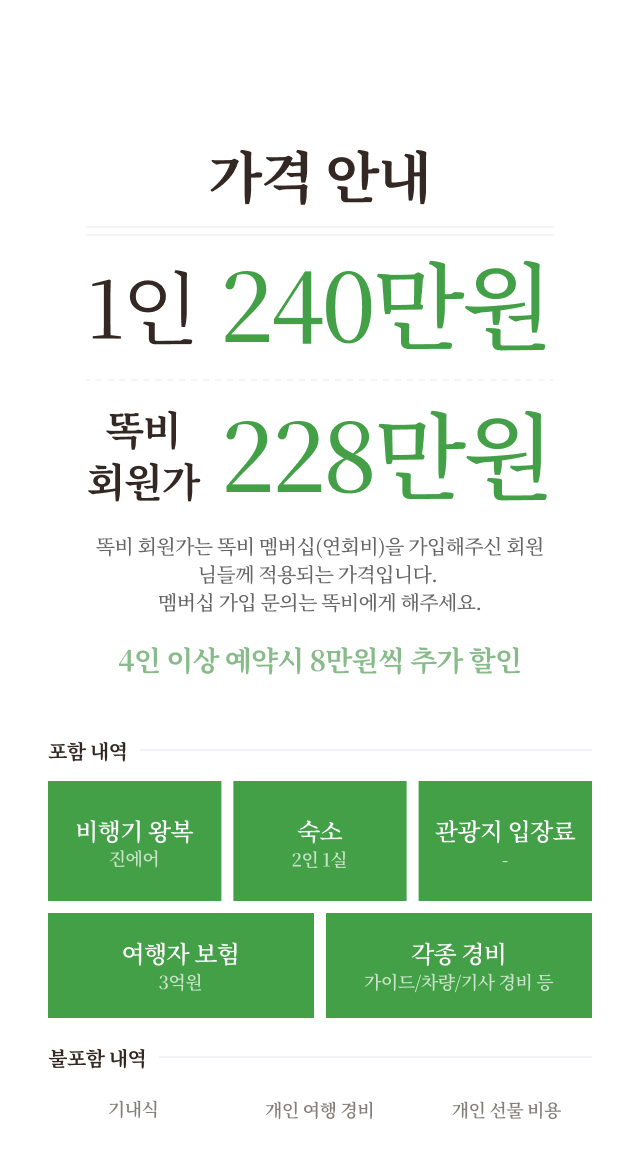 가격 안내
1인 240만원
똑비
회원가 228만원
똑비 회원가는 똑비 멤버십(연회비)을 가입해주신 회원
님들께 적용되는 가격입니다.
멤버십 가입 문의는 똑비에게 해주세요.
4인 이상 예약시 8만원씩 추가 할인
포함 내역
비행기 왕복 숙소 관광지 입장료
진에어 2인 1실 -
여행자 보험 각종 경비
3억원 가이드/차량/기사 경비 등
불포함 내역
기내식 개인 여행 경비 개인 선물 비용